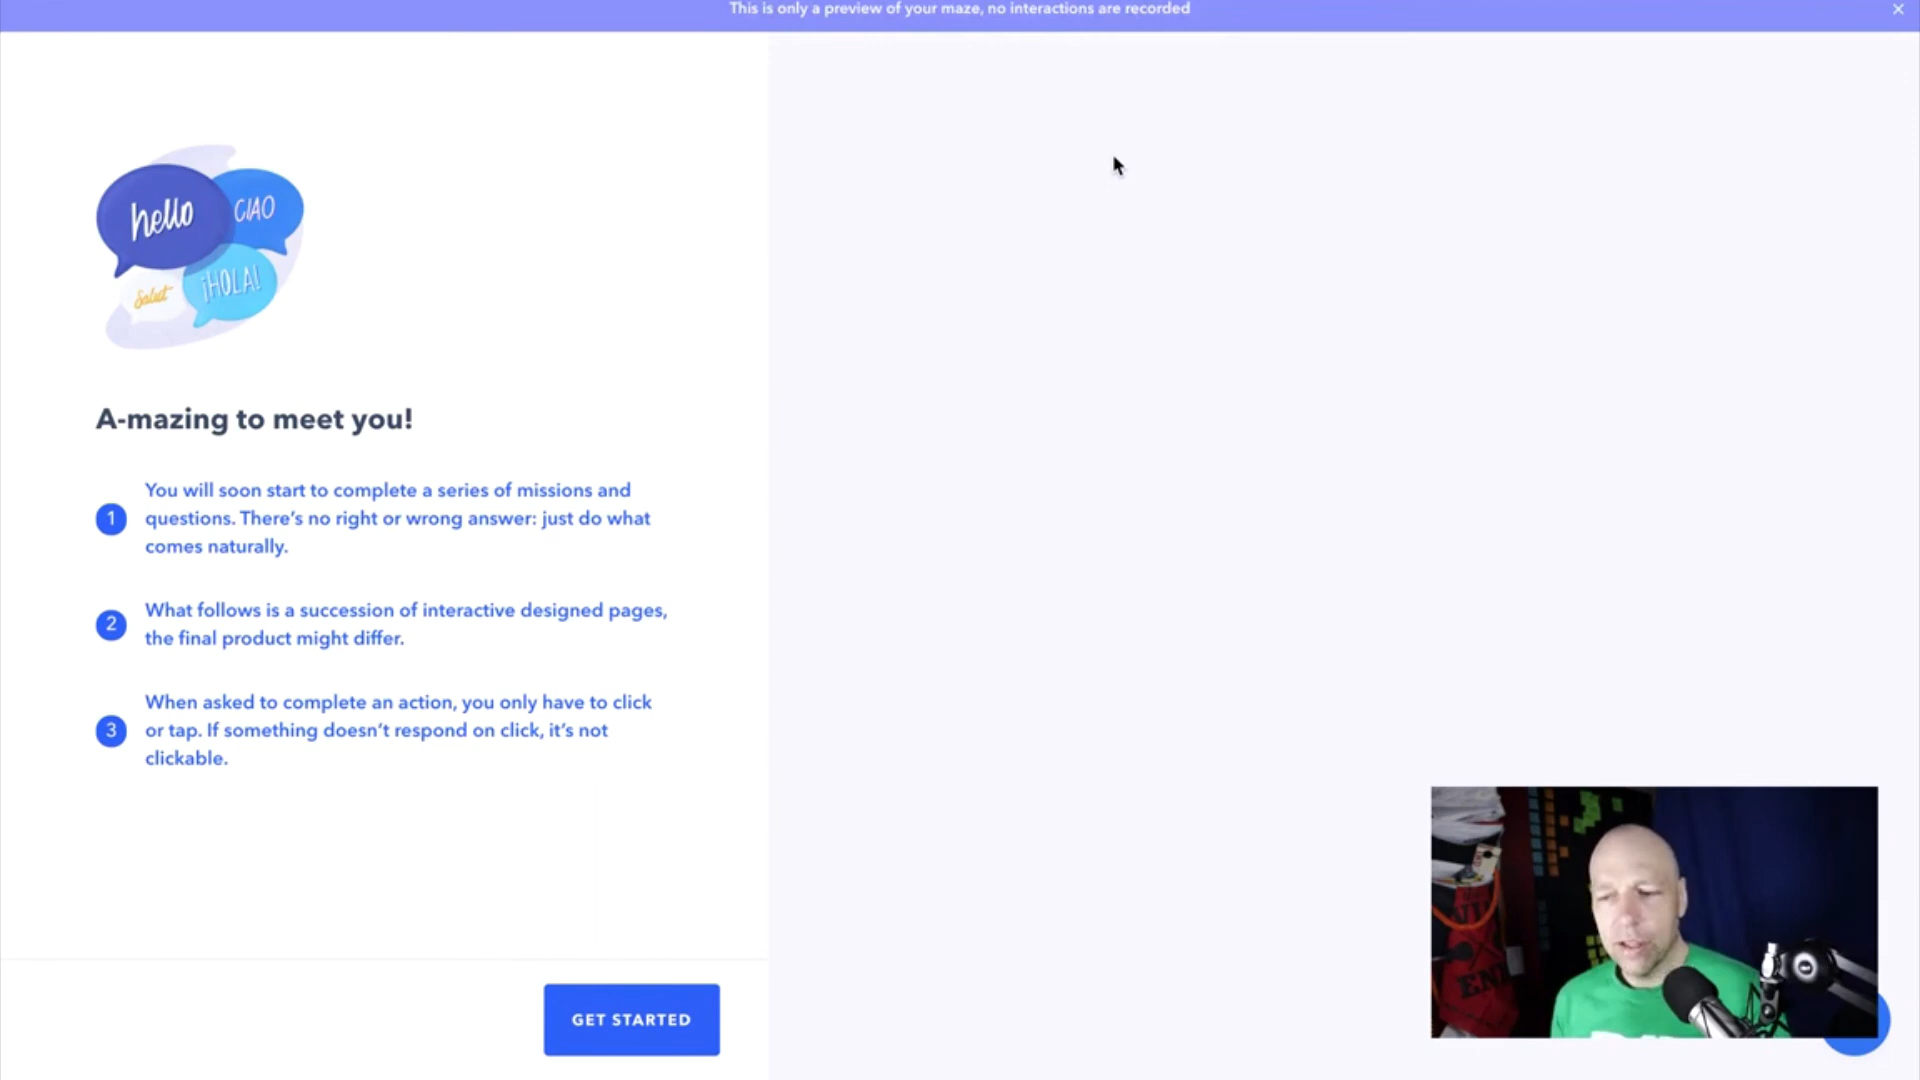 This is only a preview of your maze, no interactions are recorded
hello
CIAO
Salut
¡HOLA!
A-mazing to meet you!
1
You will soon start to complete a series of missions and
questions. There's no right or wrong answer: just do what
comes naturally.
2
What follows is a succession of interactive designed pages,
the final product might differ.
3
When asked to complete an action, you only have to click
or tap. If something doesn't respond on click, it's not
clickable.
GET STARTED